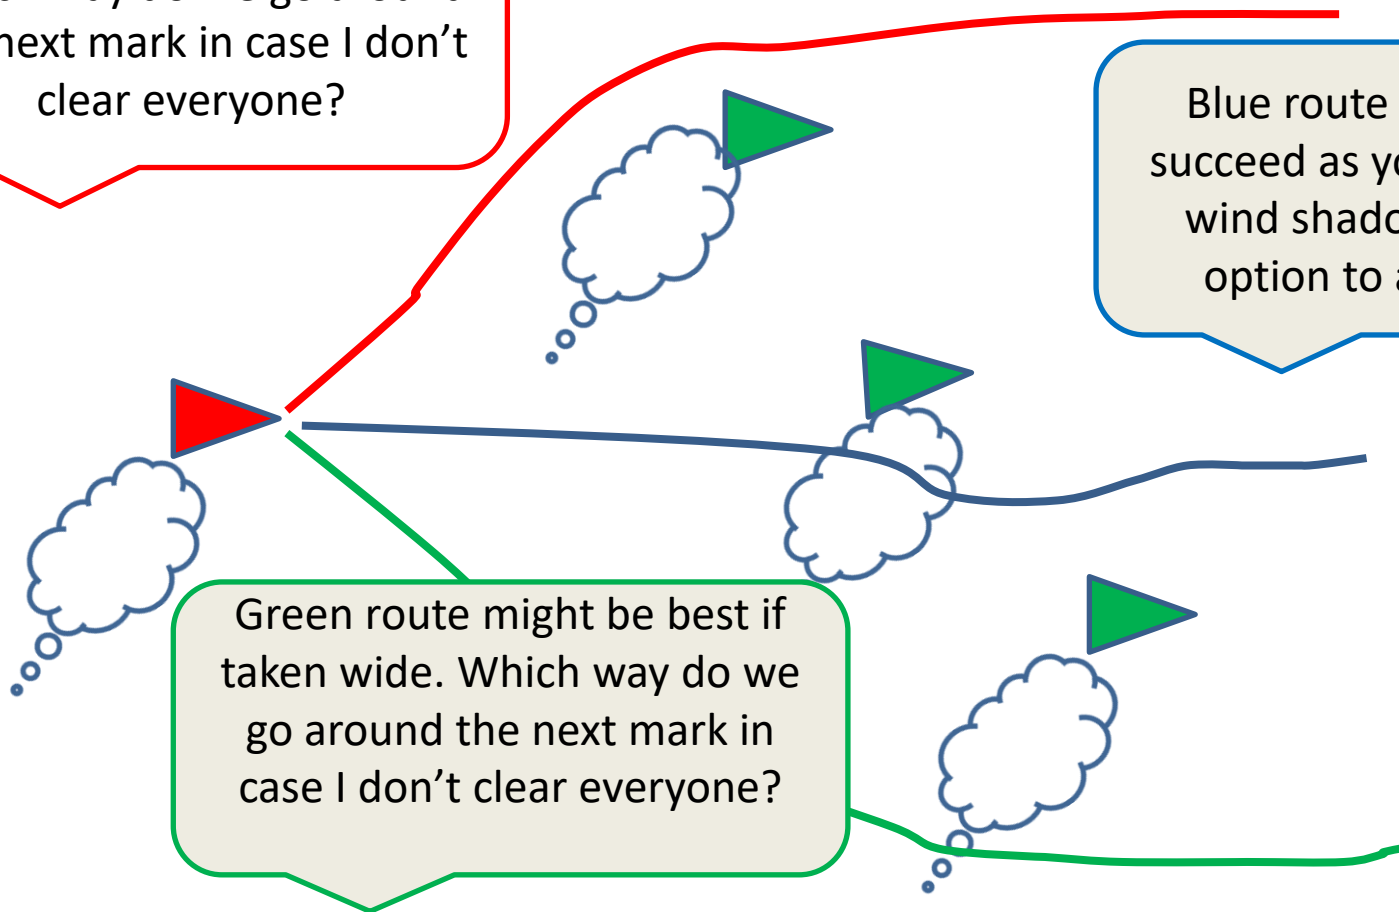 next mark in case I don’t
clear everyone?
Blue route
succeed as
wind
option to
Green route might be best if
taken wide. Which way do we
go around the next mark in
case I don’t clear everyone?